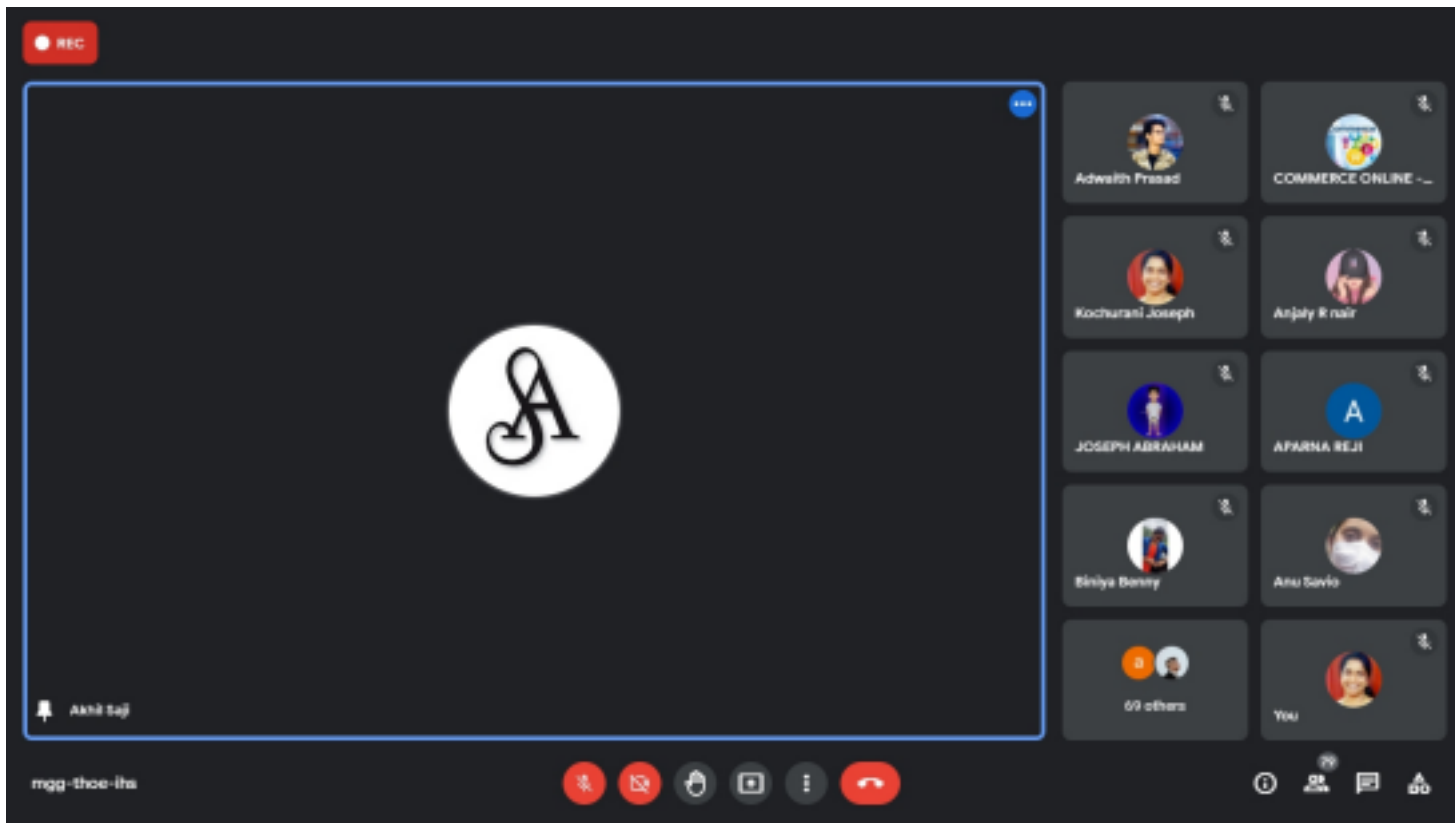 REC
Adwaith Prasad
COMMERCE ONLINE -...
Kochurani Joseph
Anjaly R nair
JOSEPH ABRAHAM
A
APARNA REJI
Biniya Benny
Anu Savio
a
69 others
You
SA
Akhil Saji
mgg-thoe-ihs
79